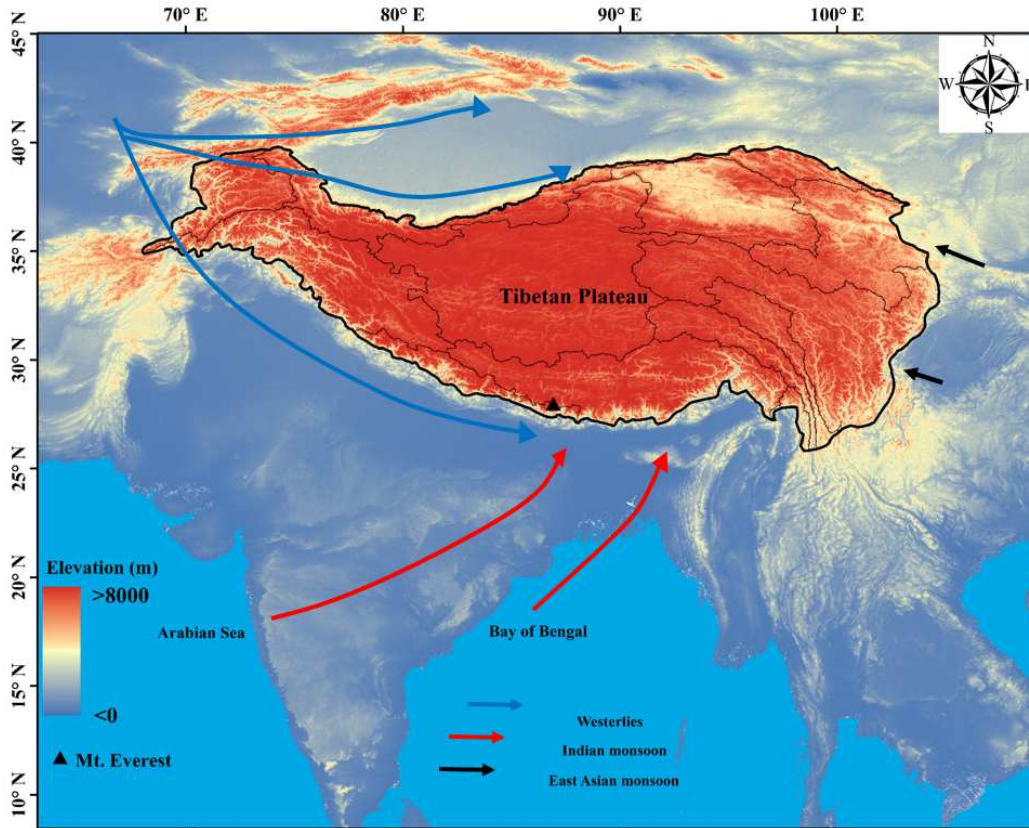 70° E 80° E 90° E 100° E
45° N
40° N
35° N
30° N
25° N
20° N
15° N
10° N
N
W E
S
Tibetan Plateau
Elevation (m)
>8000
<0
Arabian Sea
Bay of Bengal
Mt. Everest
Westerlies
Indian monsoon
East Asian monsoon